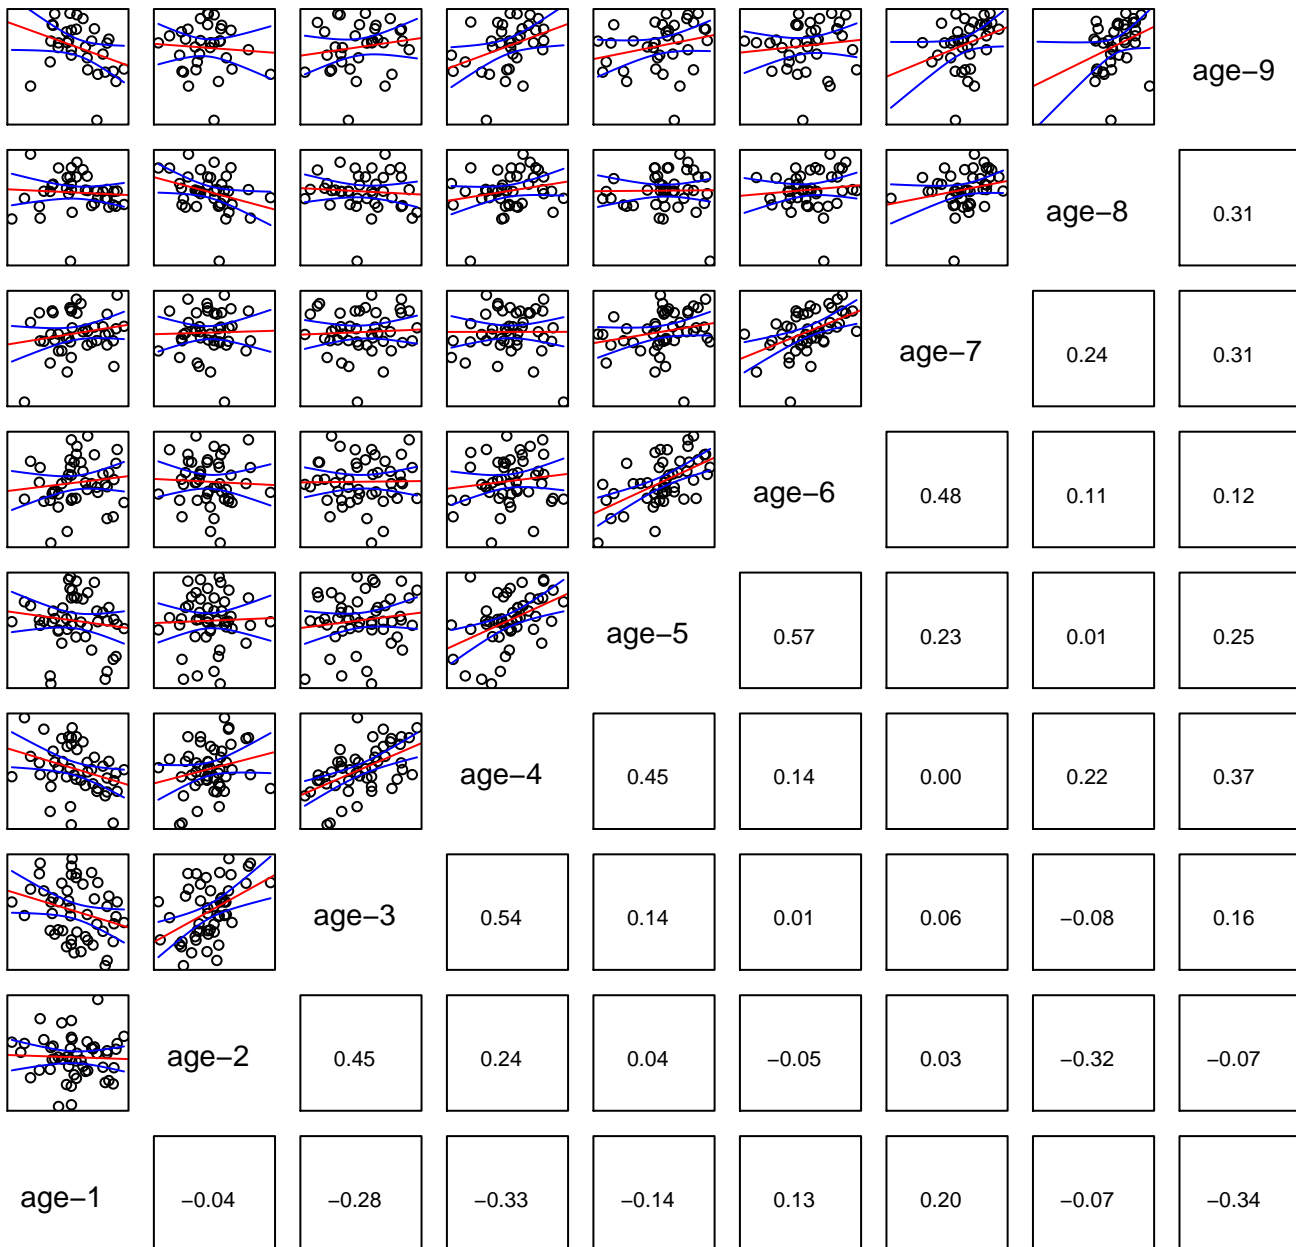 age−9
age−8 0.31
age−7 0.24 0.31
age−6 0.48 0.11 0.12
age−5 0.57 0.23 0.01 0.25
age−4 0.45 0.14 0.00 0.22 0.37
age−3 0.54 0.14 0.01 0.06 −0.08 0.16
age−2 0.45 0.24 0.04 −0.05 0.03 −0.32 −0.07
age−1 −0.04 −0.28 −0.33 −0.14 0.13 0.20 −0.07 −0.34